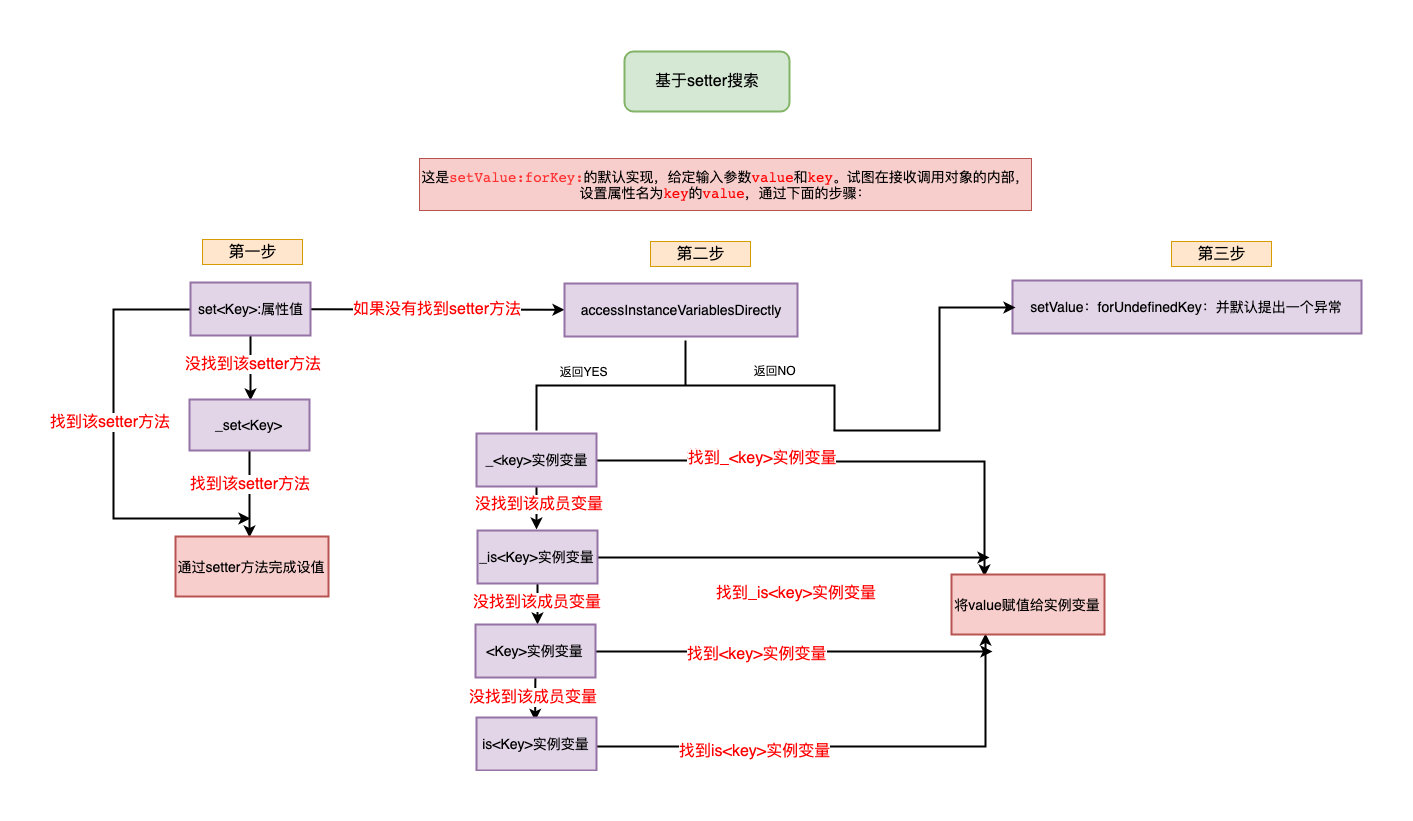 基于setter搜索
这是setValue:forKey:的默认实现，给定输入参数value和key。试图在接收调用对象的内部，
设置属性名为key的value，通过下面的步骤：
第一步
第二步
第三步
set<Key>:属性值
如果没有找到setter方法
accessInstanceVariablesDirectly
setValue：forUndefinedKey：并默认提出一个异常
没找到该setter方法
返回YES
返回NO
找到该setter方法
_set<Key>
_<key>实例变量
找到_<key>实例变量
找到该setter方法
没找到该成员变量
通过setter方法完成设值
_is<Key>实例变量
找到_is<key>实例变量
没找到该成员变量
将value赋值给实例变量
<Key>实例变量
找到<key>实例变量
没找到该成员变量
is<Key>实例变量
找到is<key>实例变量